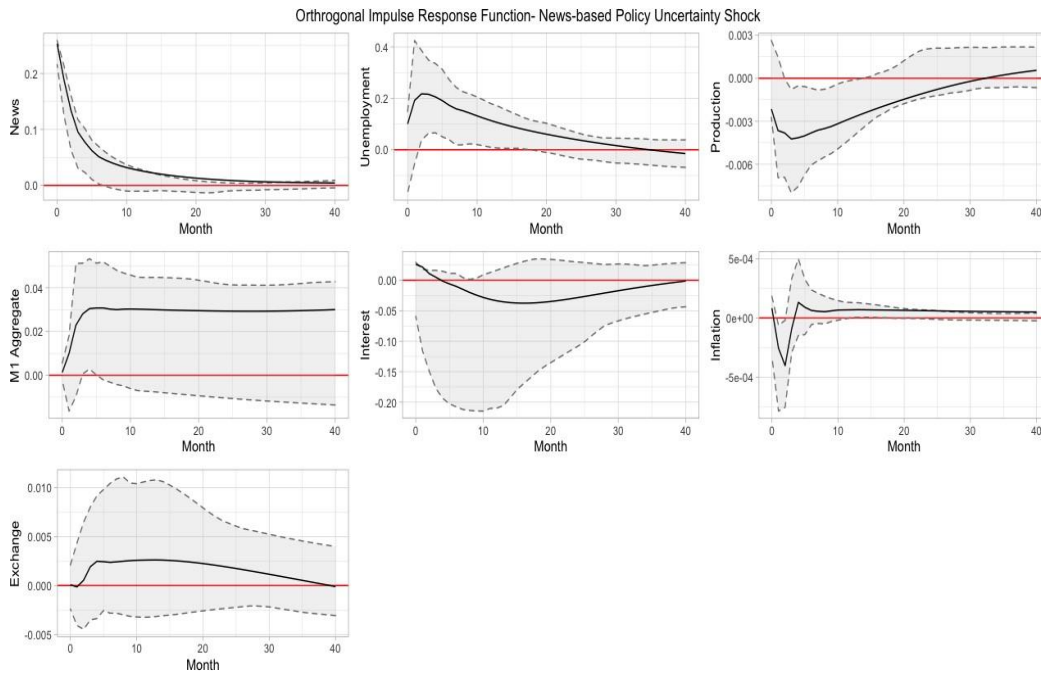 Orthrogonal Impulse Response Function- News-based Policy Uncertainty Shock
News
0.2
0.1
0.0
0 10 20 30 40
Month
Unemployment
0.4
0.2
0.0
0 10 20 30 40
Month
Production
0.003
0.000
-0.003
-0.006
0 10 20 30 40
Month
M1 Aggregate
0.04
0.02
0.00
0 10 20 30 40
Month
Interest
0.00
-0.05
-0.10
-0.15
-0.20
0 10 20 30 40
Month
Inflation
5e-04
0e+00
-5e-04
0 10 20 30 40
Month
Exchange
0.010
0.005
0.000
-0.005
0 10 20 30 40
Month